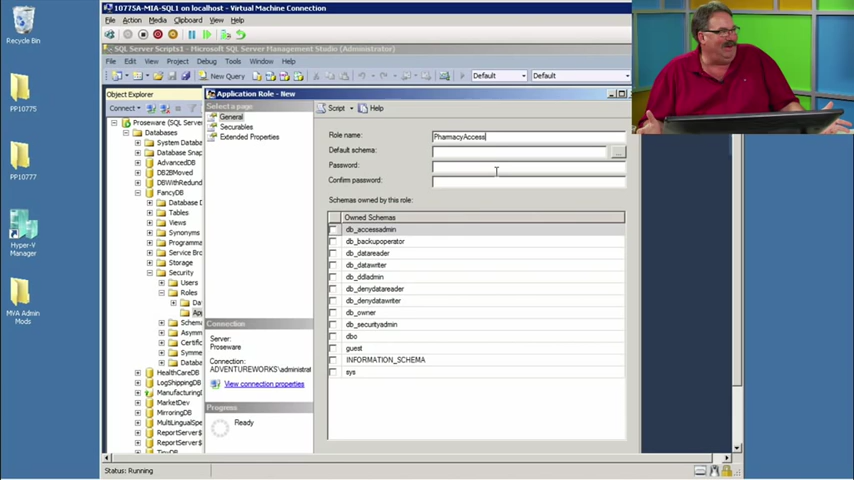 Recycle Bin
PP10775
PP10777
Hyper-V
Manager
MVA Admin
Mods
10775A-MIA-SQL1 on localhost - Virtual Machine Connection
File Action Media Clipboard View Help
SQL Server Scripts1 - Microsoft SQL Server Management Studio (Administrator)
File Edit View Project Debug Tools Window Help
New Query
Default
Default
Object Explorer
Connect
Proseware (SQL Server
Databases
System Databa
Database Snap
AdvancedDB
DB2BMoved
DBWithRedund
FancyDB
Database D
Tables
Views
Synonyms
Programma
Service Brok
Storage
Security
Users
Roles
Da
App
Schema
Asymm
Certific
Symme
Databa
HealthCareDB
LogShippingDB
Manufacturing
MarketDev
MirroringDB
MultiLingualSpe
ReportServer$
ReportServer$
TinyDB
Application Role - New
Select a page
General
Securables
Extended Properties
Script Help
Role name:
PharmacyAccess
Default schema:
...
Password:
Confirm password:
Schemas owned by this role:
Owned Schemas
db_accessadmin
db_backupoperator
db_datareader
db_datawriter
db_ddladmin
db_denydatareader
db_denydatawriter
db_owner
db_securityadmin
dbo
guest
INFORMATION_SCHEMA
sys
Connection
Server:
Proseware
Connection:
ADVENTUREWORKS\administrat
View connection properties
Progress
Ready
Status: Running